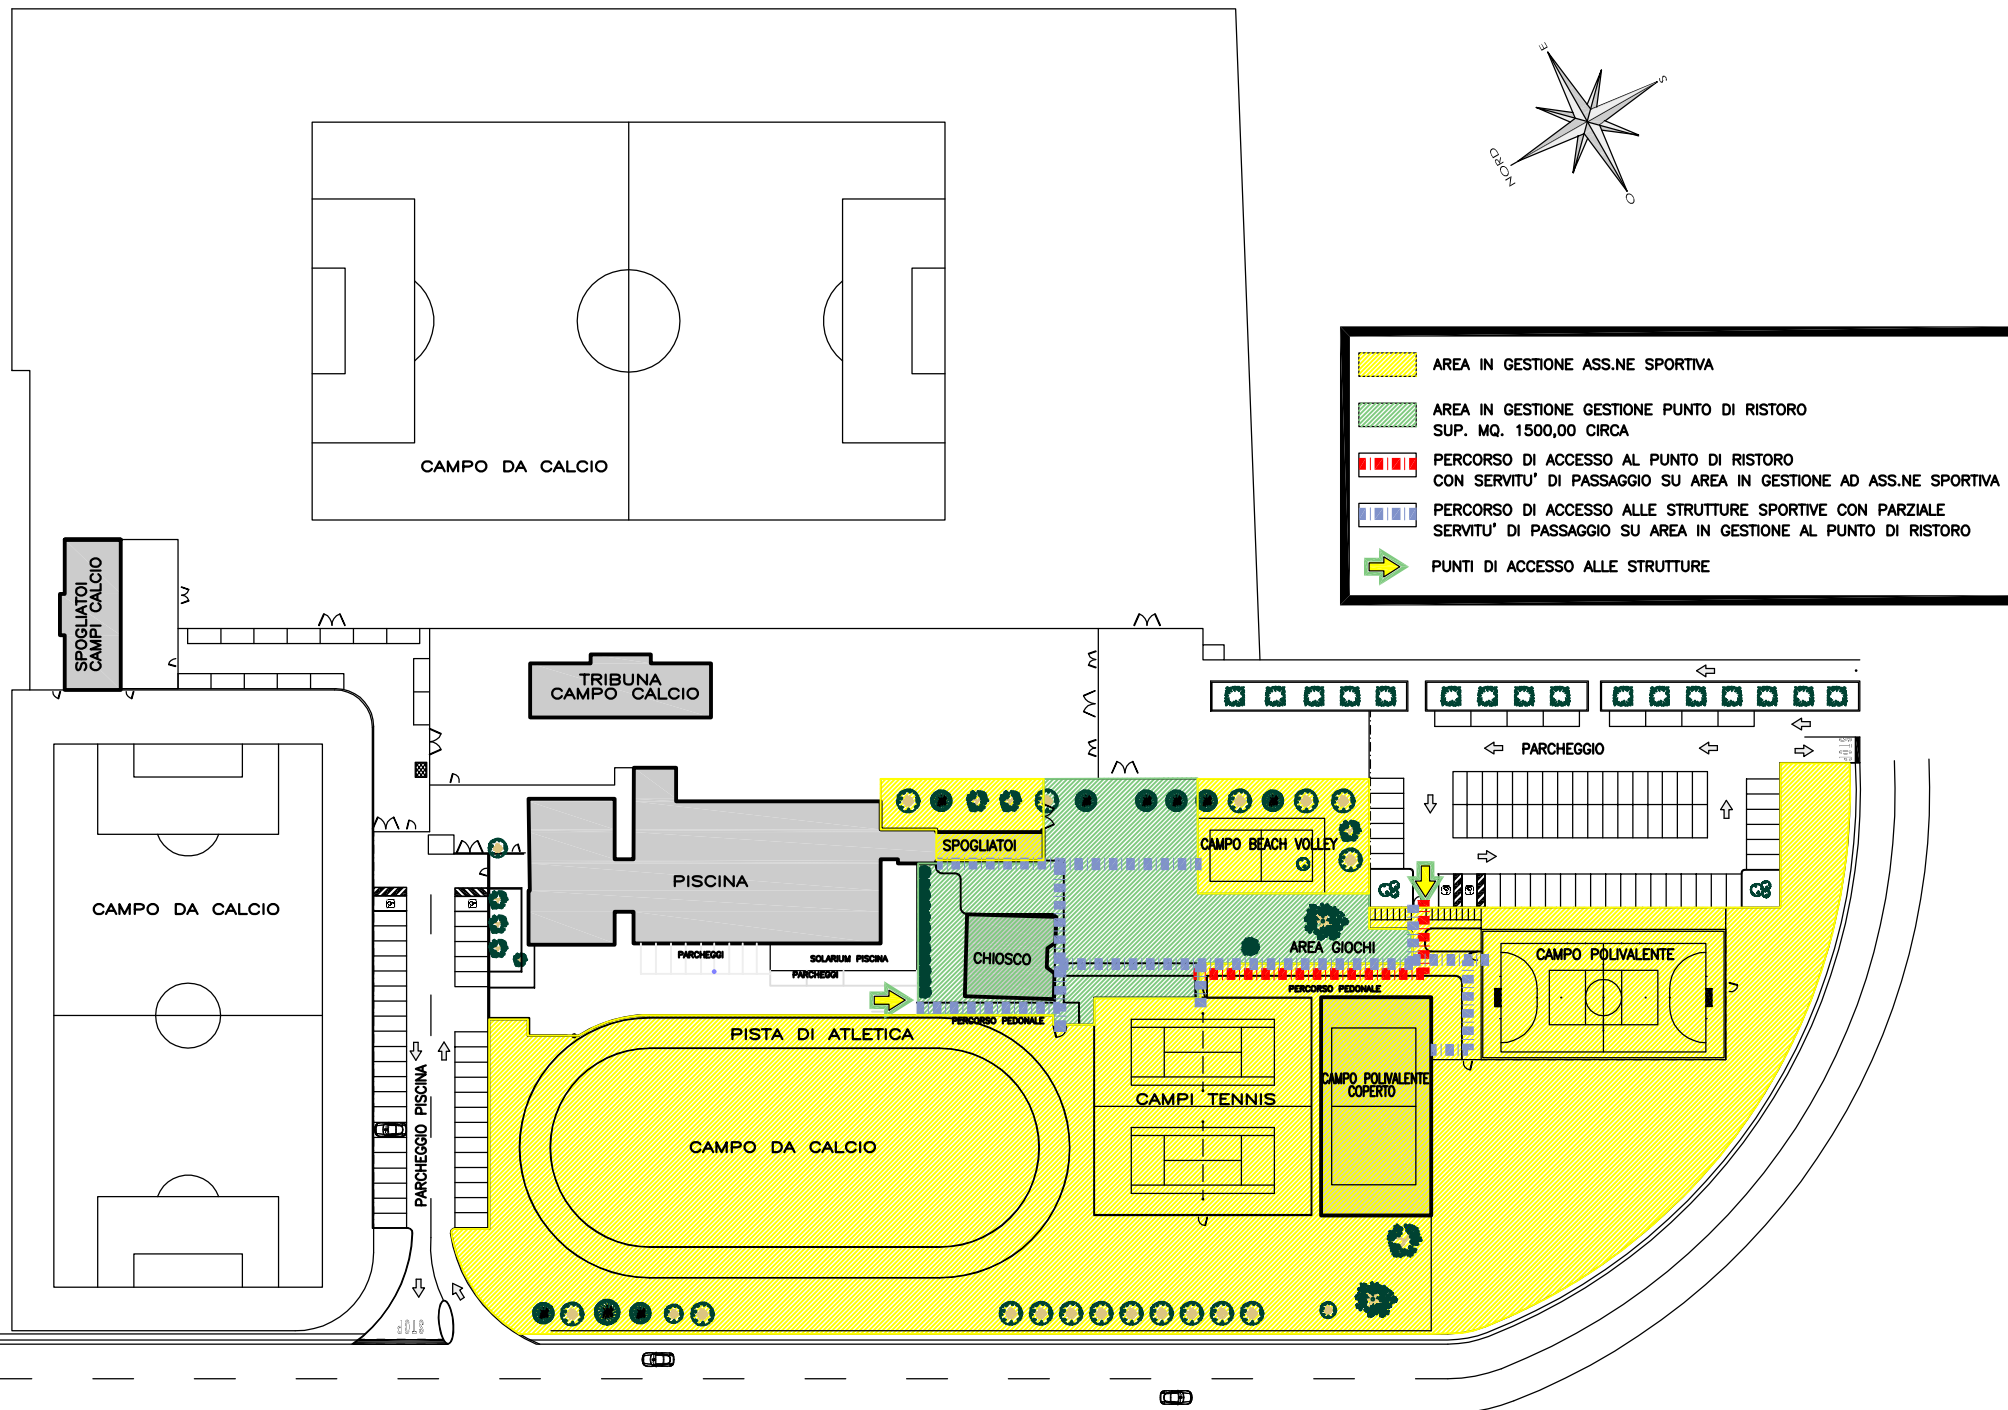 E
S
NORD
O
AREA IN GESTIONE ASS.NE SPORTIVA
AREA IN GESTIONE GESTIONE PUNTO DI RISTORO
SUP. MQ. 1500,00 CIRCA
PERCORSO DI ACCESSO AL PUNTO DI RISTORO
CON SERVITU' DI PASSAGGIO SU AREA IN GESTIONE AD ASS.NE SPORTIVA
PERCORSO DI ACCESSO ALLE STRUTTURE SPORTIVE CON PARZIALE
SERVITU' DI PASSAGGIO SU AREA IN GESTIONE AL PUNTO DI RISTORO
PUNTI DI ACCESSO ALLE STRUTTURE
CAMPO DA CALCIO
SPOGLIATOI
CAMPI CALCIO
TRIBUNA
CAMPO CALCIO
PARCHEGGIO
STOP
SPOGLIATOI
CAMPO BEACH VOLLEY
PISCINA
CAMPO DA CALCIO
PARCHEGGI
SOLARIUM PISCINA
PARCHEGGI
CHIOSCO
AREA GIOCHI
CAMPO POLIVALENTE
PERCORSO PEDONALE
PERCORSO PEDONALE
PISTA DI ATLETICA
CAMPI TENNIS
CAMPO POLIVALENTE
COPERTO
PARCHEGGIO PISCINA
CAMPO DA CALCIO
STOP